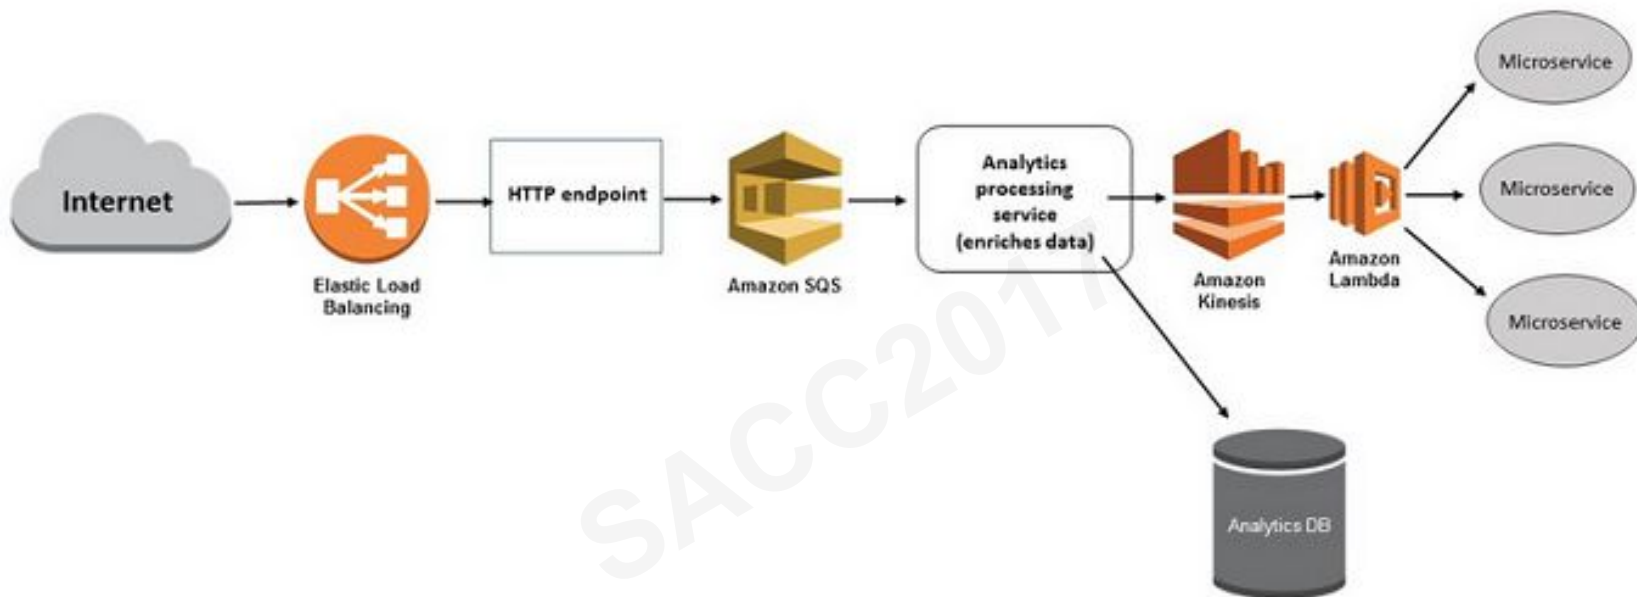 Internet
Elastic Load
Balancing
HTTP endpoint
Amazon SQS
Analytics
processing
service
(enriches data)
Amazon
Kinesis
Amazon
Lambda
Microservice
Microservice
Microservice
Analytics DB
SACC2017